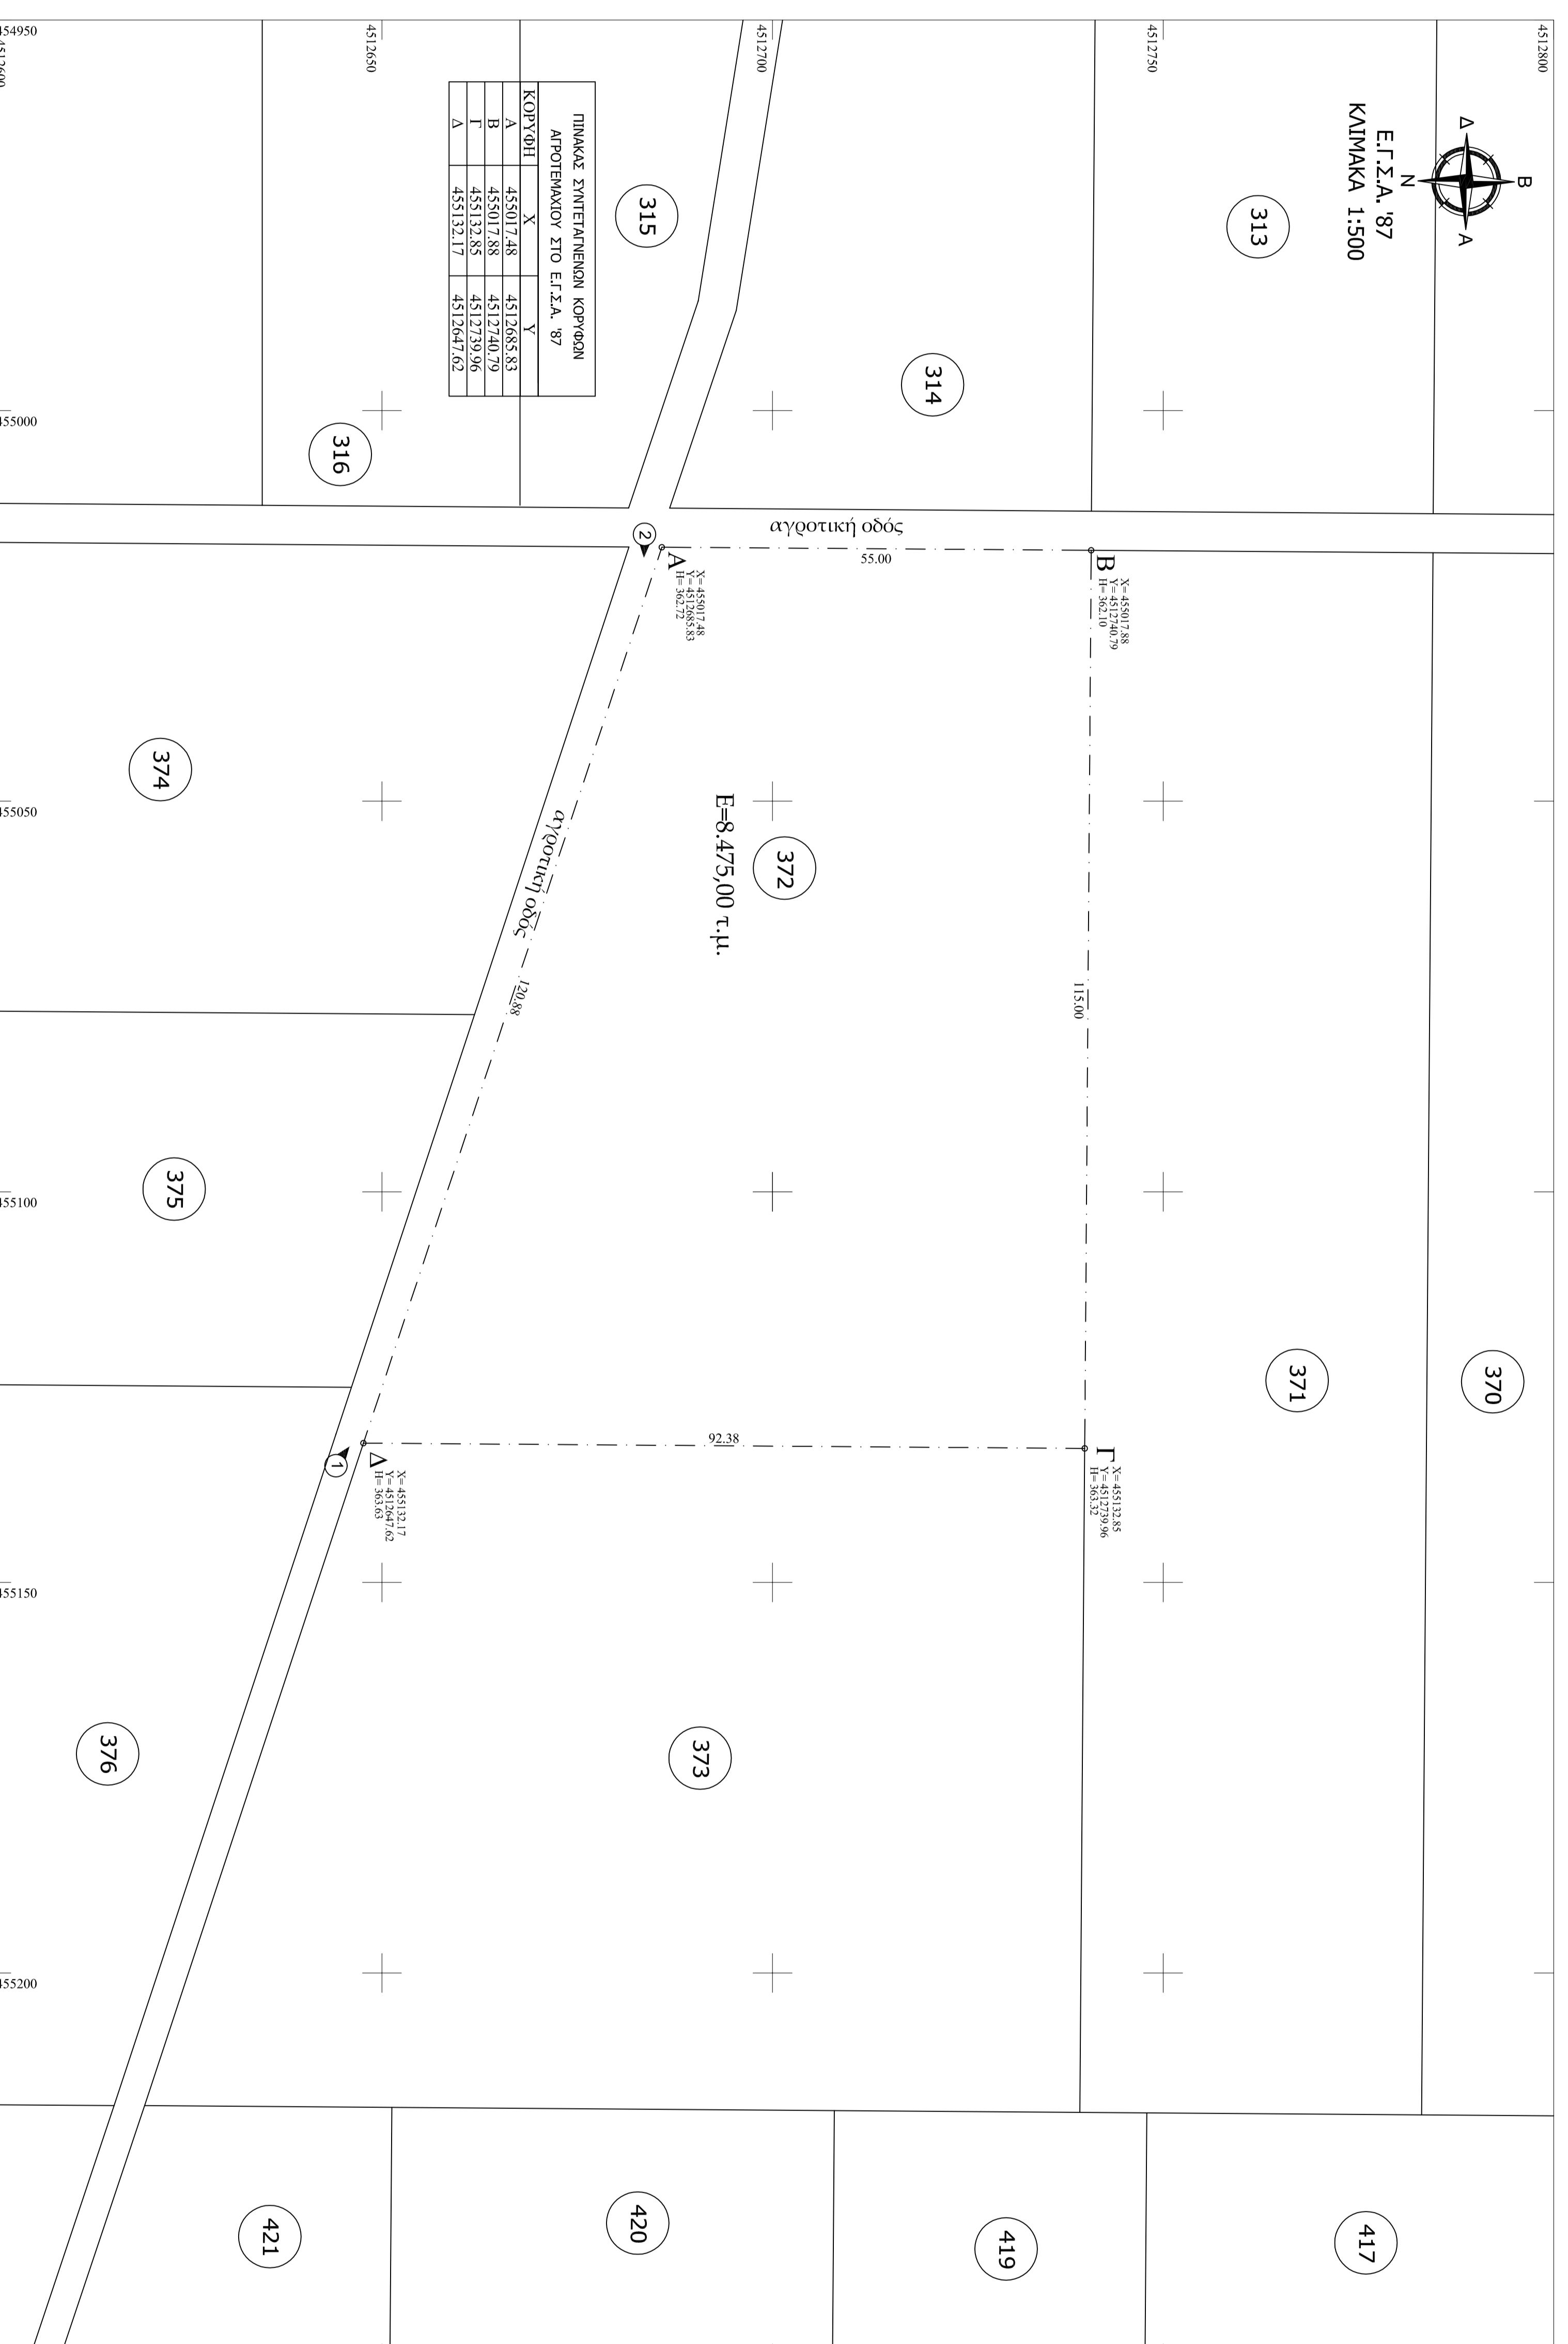 454950
4512600
4512650
4512700
4512750
4512800
Β
Δ
Α
Ν
Ε.Γ.Σ.Α. '87
ΚΛΙΜΑΚΑ 1:500
313
314
315
316
ΠΙΝΑΚΑΣ ΣΥΝΤΕΤΑΓΝΕΝΩΝ ΚΟΡΥΦΩΝ
ΑΓΡΟΤΕΜΑΧΙΟΥ ΣΤΟ Ε.Γ.Σ.Α. '87
ΚΟΡΥΦΗ X Y
Α 455017.48 4512685.83
Β 455017.88 4512740.79
Γ 455132.85 4512739.96
Δ 455132.17 4512647.62
455000
αγροτική οδός
55.00
2
Α
X= 455017.48
Y= 4512685.83
H= 362.72
Β
X= 455017.88
Y= 4512740.79
H= 362.10
374
455050
372
Ε=8.475,00 τ.μ.
αγροτική οδός
120.88
115.00
375
455100
371
370
92.38
1
Δ
X= 455132.17
Y= 4512647.62
H= 363.63
Γ
X= 455132.85
Y= 4512739.96
H= 363.32
455150
376
373
455200
421
420
419
417